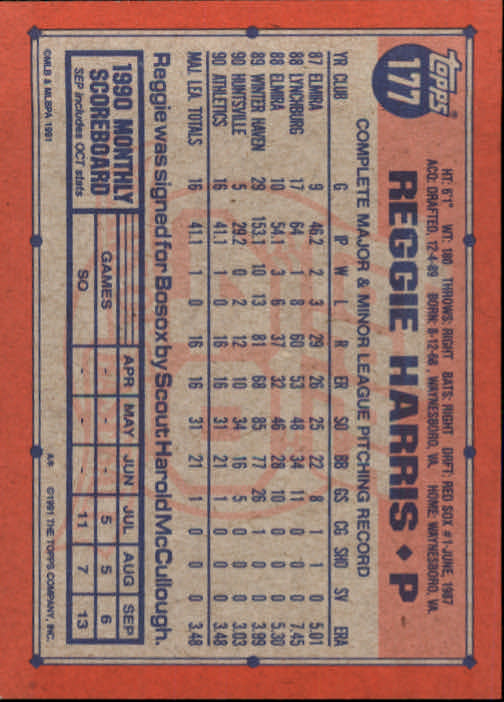 TOPPS®
177
REGGIE HARRIS ◆ P
HT: 6'1" WT: 180 THROWS: RIGHT BATS: RIGHT DRFT: RED SOX #1-JUNE, 1987
ACQ: DRAFTED, 12-4-89 BORN: 8-12-68, WAYNESBORO, VA. HOME: WAYNESBORO, VA.
COMPLETE MAJOR & MINOR LEAGUE PITCHING RECORD
YR CLUB G IP W L R ER SO BB GS CG SHO SV ERA
87 ELMIRA 9 46.2 2 3 29 26 25 22 8 1 1 0 5.01
88 LYNCHBURG 17 64 1 8 60 53 48 34 11 0 0 0 7.45
88 ELMIRA 10 54.1 3 6 37 32 46 28 10 0 0 0 5.30
89 WINTER HAVEN 29 153.1 10 13 81 68 85 77 26 1 0 0 3.99
90 HUNTSVILLE 5 29.2 0 2 12 10 34 16 5 0 0 0 3.03
90 ATHLETICS 16 41.1 1 0 16 16 31 21 1 0 0 0 3.48
MAJ. LEA. TOTALS 16 41.1 1 0 16 16 31 21 1 0 0 0 3.48
Reggie was signed for Bosox by Scout Harold McCullough.
1990 MONTHLY
SCOREBOARD
SEP includes OCT stats
APR MAY JUN JUL AUG SEP
GAMES - - - 5 5 6
SO - - - 11 7 13
©MLB & MLBPA 1991
A&B ©1991 THE TOPPS COMPANY, INC.